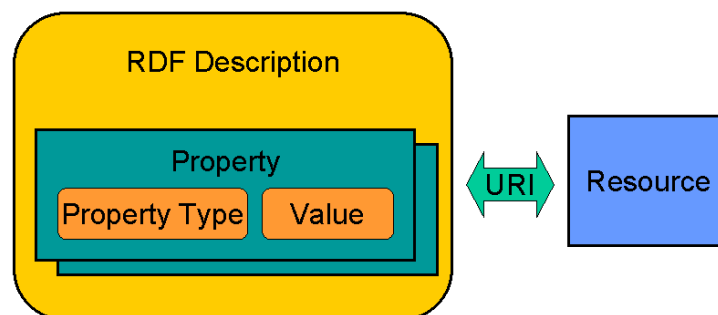 RDF Description
Property
Property Type
Value
URI
Resource